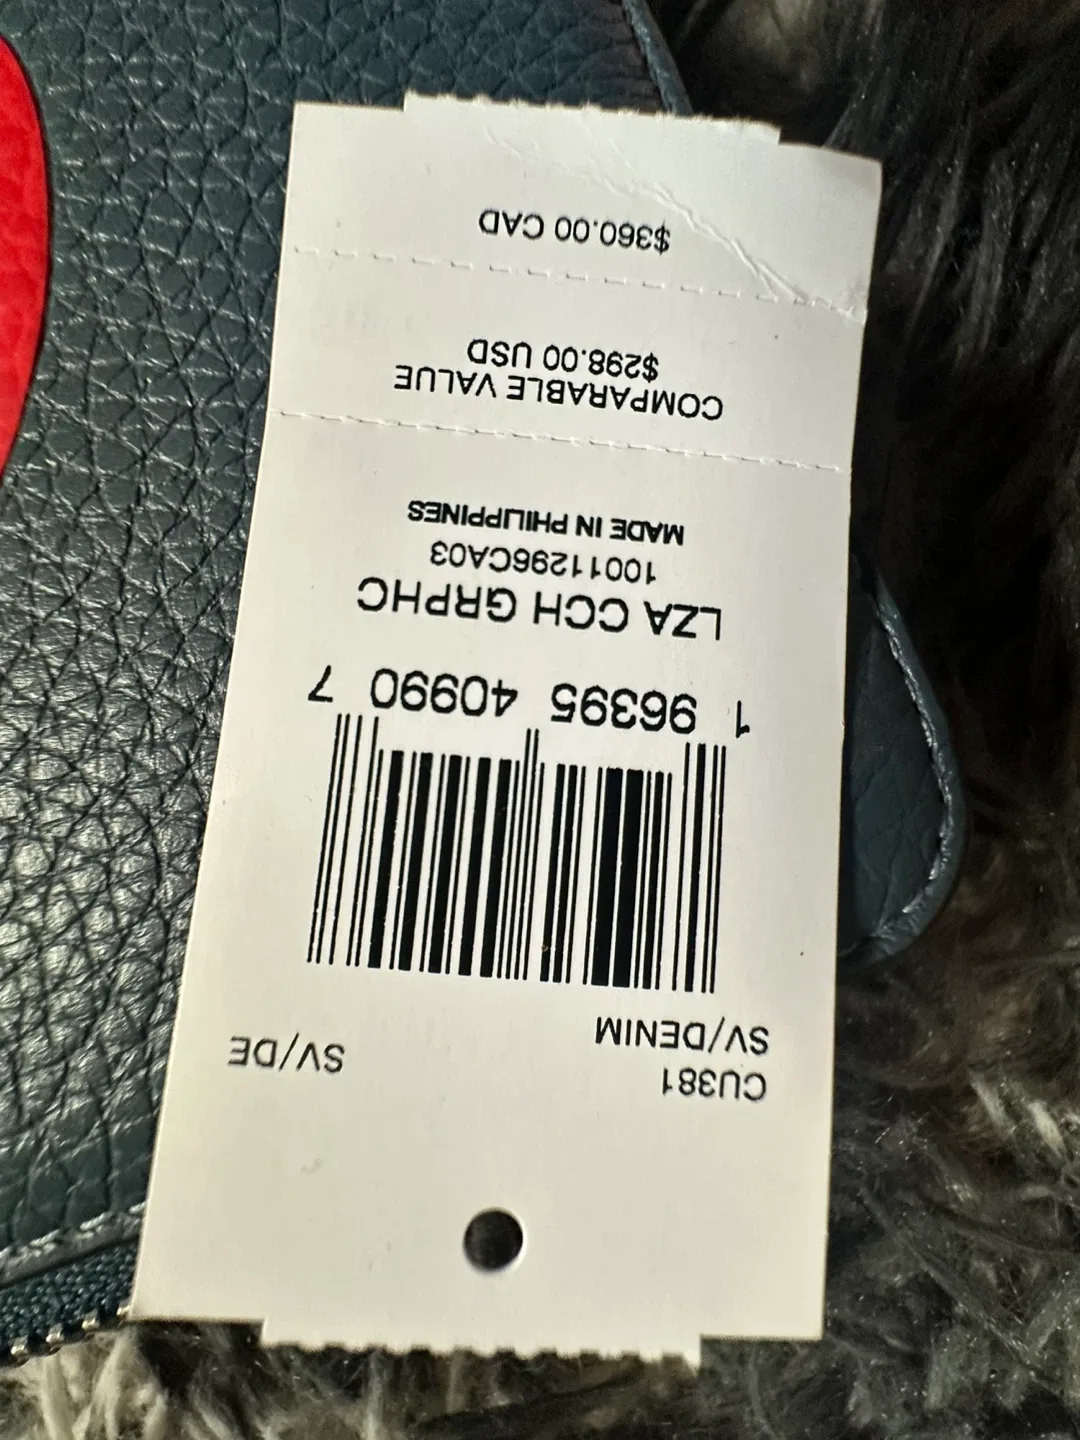 CU381
SV/DENIM SV/DE
1 96395 40990 7
LZA CCH GRPHC
10011296CA03
MADE IN PHILIPPINES
COMPARABLE VALUE
$298.00 USD
$360.00 CAD